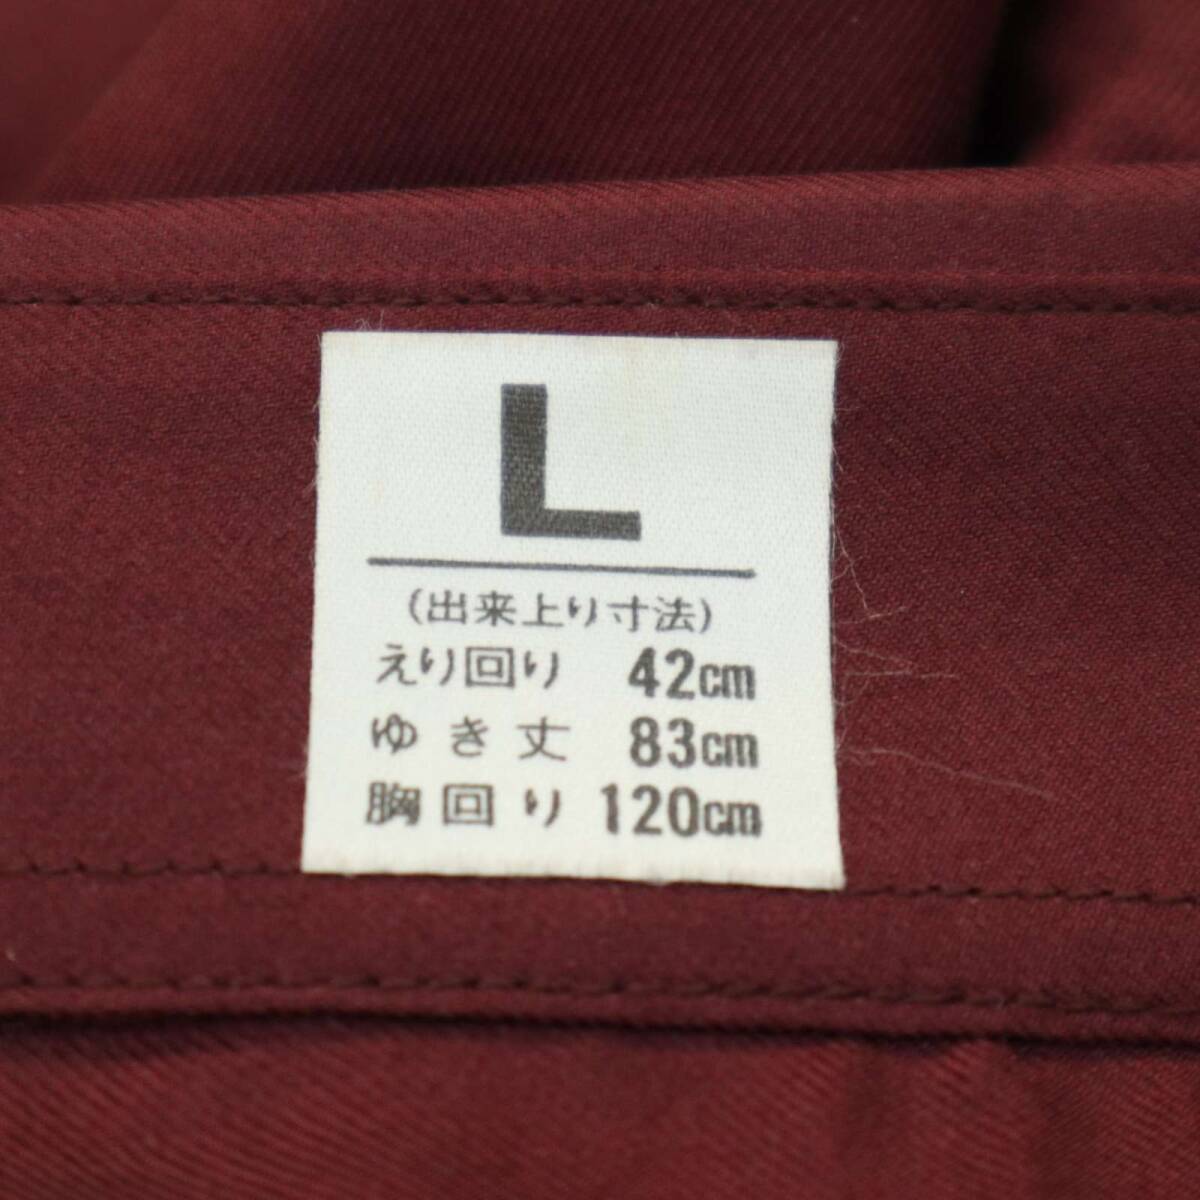 L
(出来上り寸法)
えり回り 42cm
ゆき丈 83cm
胸回り 120cm